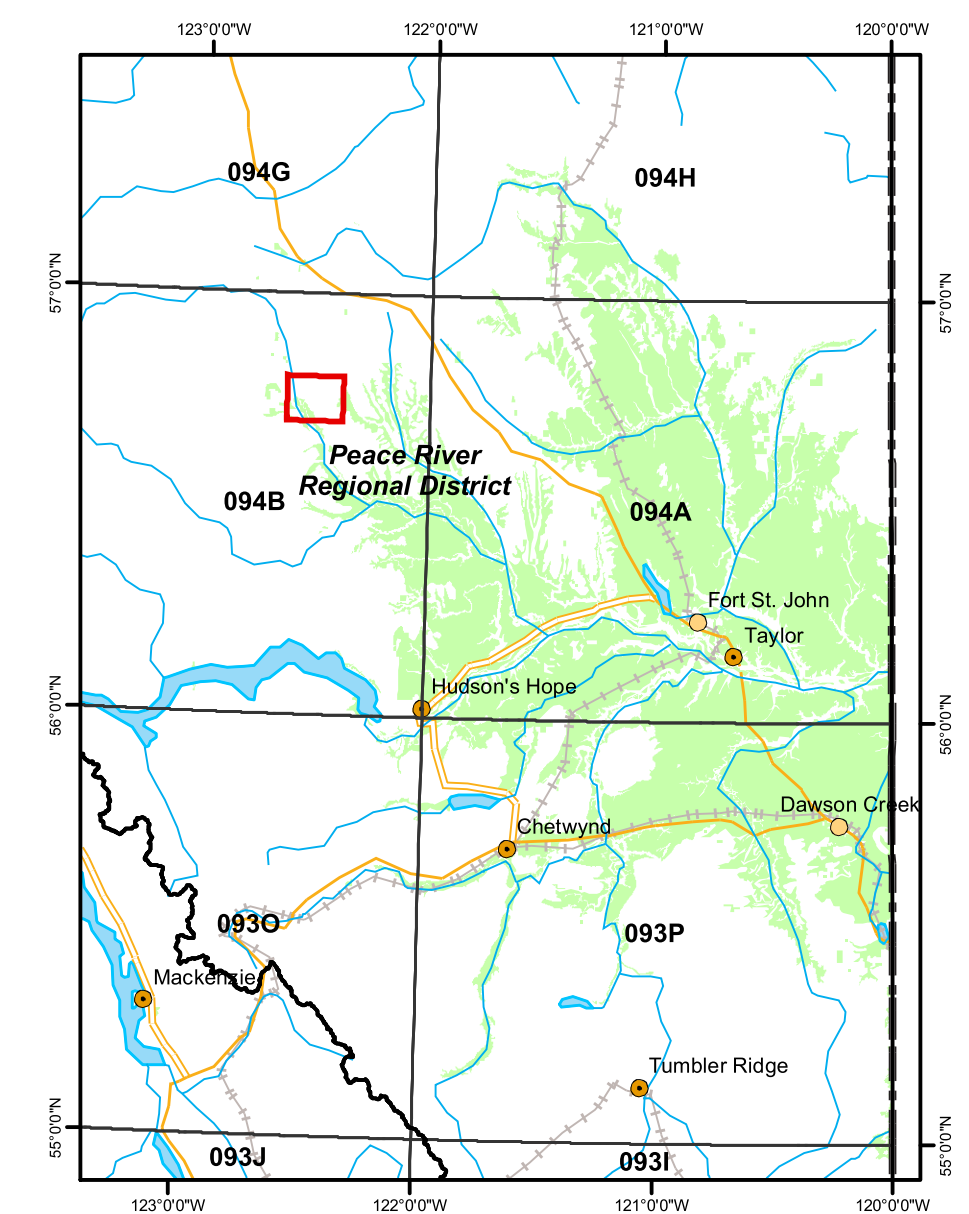 123°0'0"W
122°0'0"W
121°0'0"W
120°0'0"W
094G
094H
57°0'0"N
57°0'0"N
Peace River
Regional District
094B
094A
Fort St. John
Taylor
Hudson's Hope
56°0'0"N
56°0'0"N
Dawson Creek
Chetwynd
093O
093P
Mackenzie
Tumbler Ridge
55°0'0"N
55°0'0"N
093J
093I
123°0'0"W
122°0'0"W
121°0'0"W
120°0'0"W